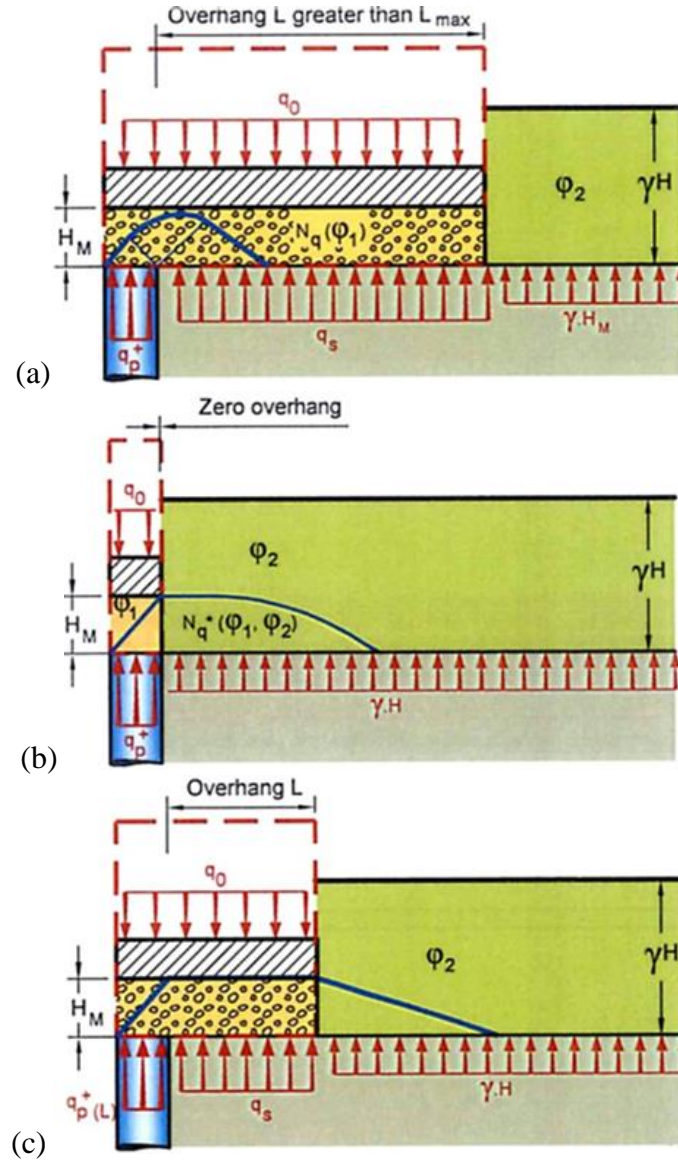 Overhang L greater than Lmax
q0
φ2
γH
HM
Nq(φ1)
qp+
qs
γ.HM
(a)
Zero overhang
q0
φ2
γH
φ1
HM
Nq*(φ1, φ2)
qp+
γ.H
(b)
Overhang L
q0
φ2
γH
HM
qp+(L)
qs
γ.H
(c)